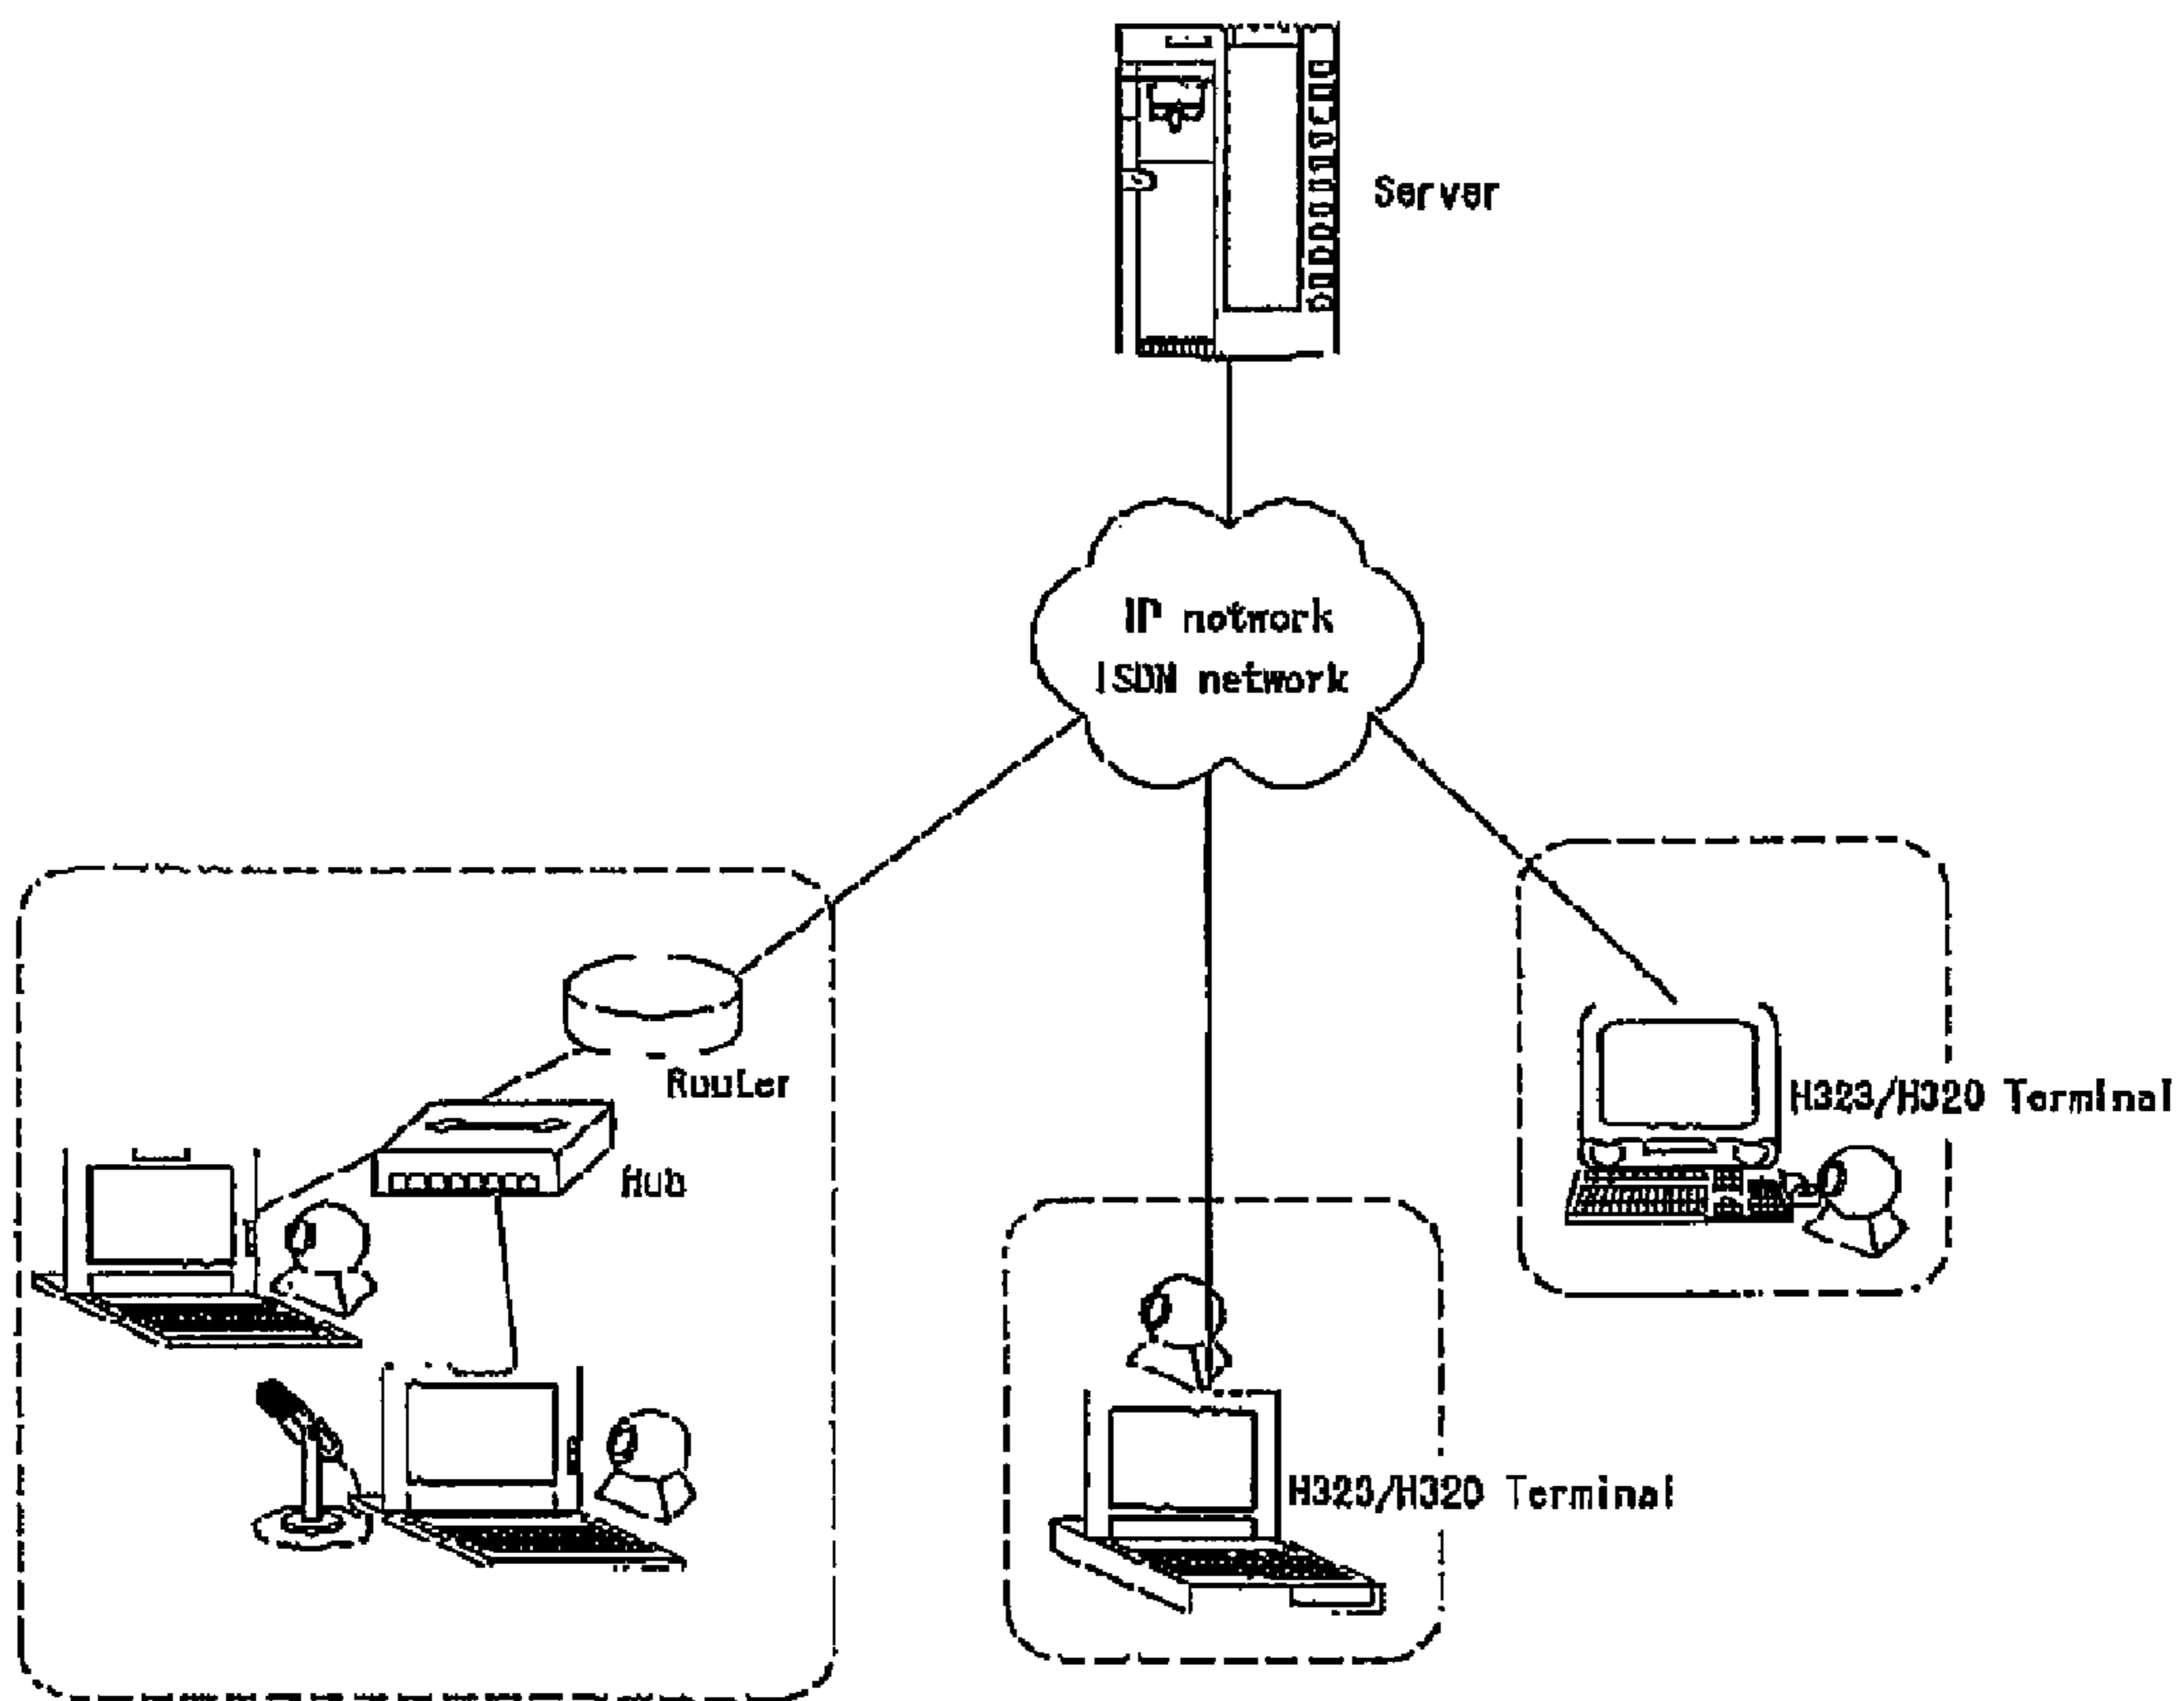 Server
IP network
ISDN network
Router
Hub
H323/H320 Terminal
H323/H320 Terminal